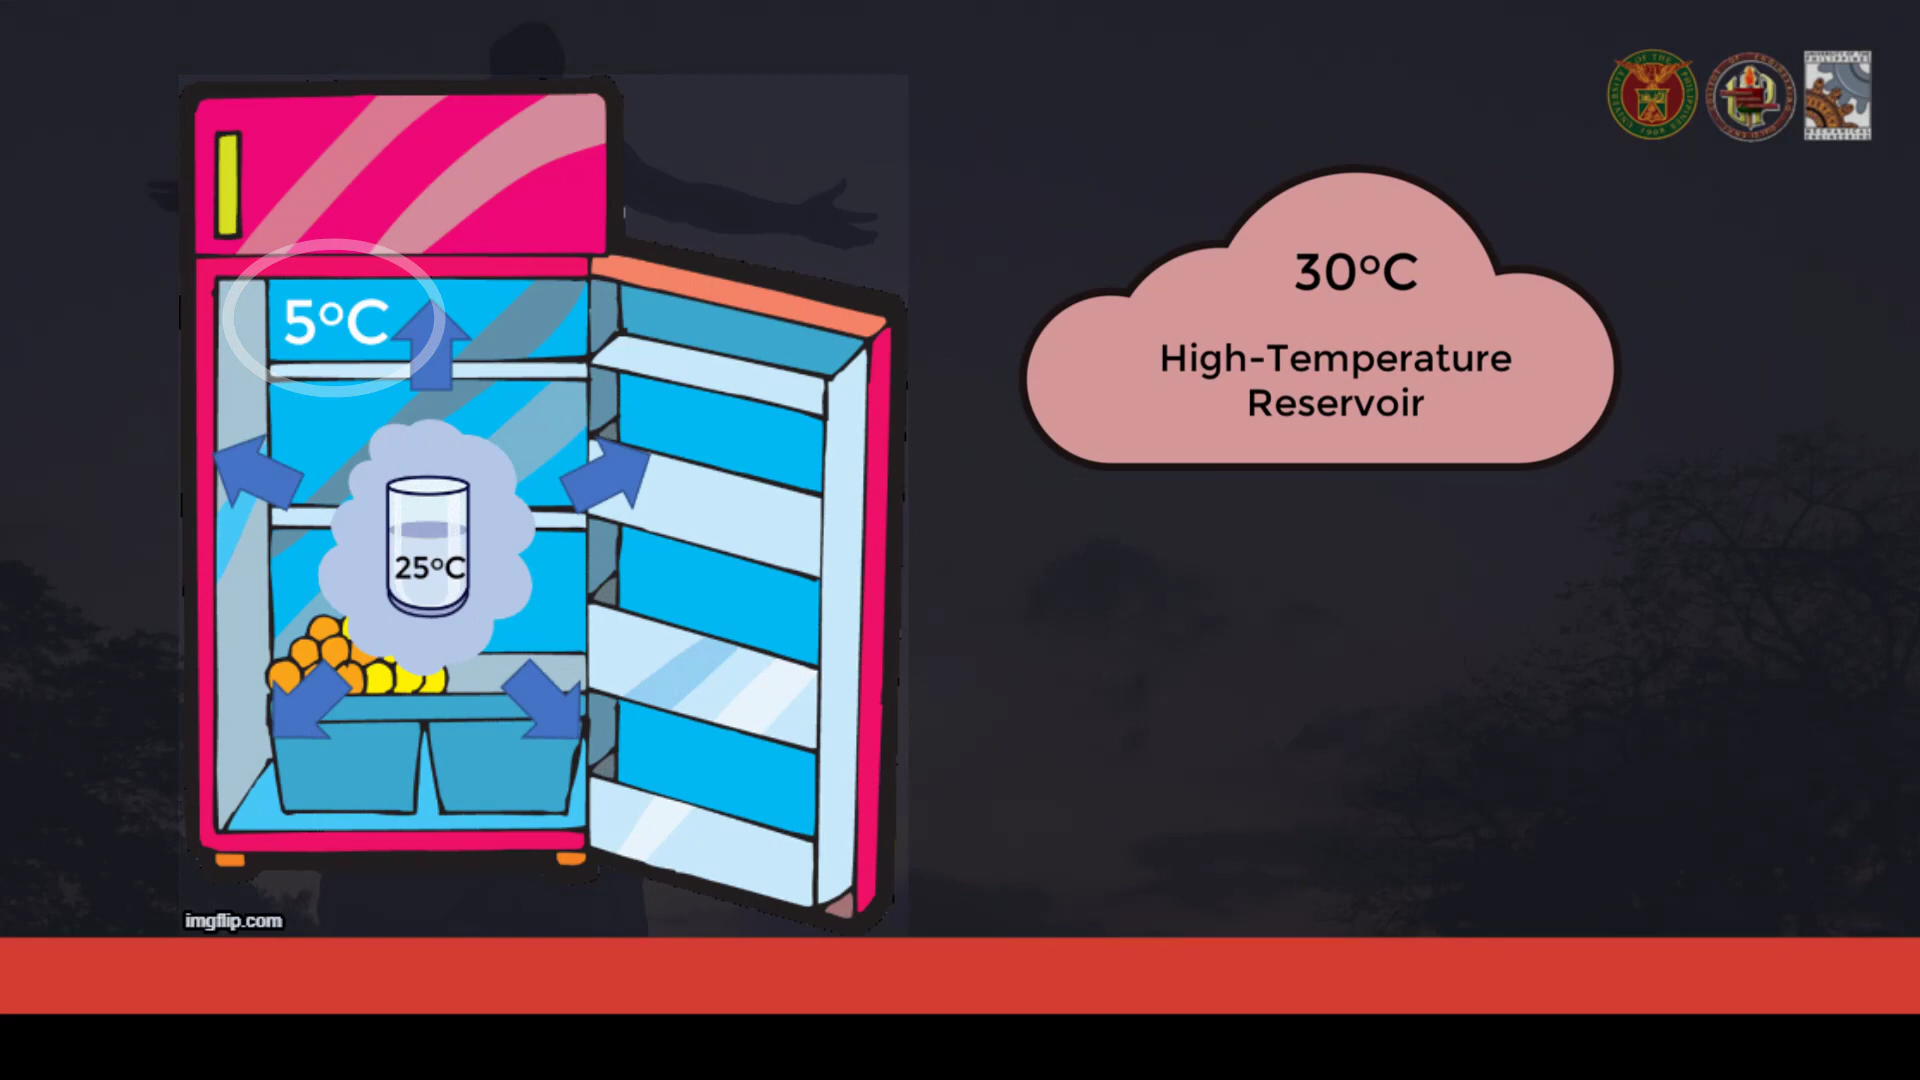 5°C
25°C
30°C
High-Temperature
Reservoir
imgflip.com